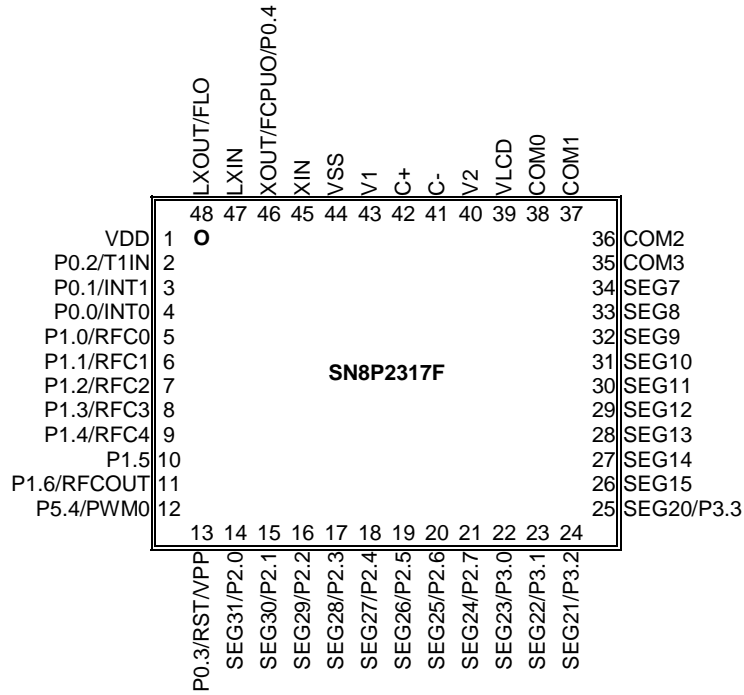 LXOUT/FLO
LXIN
XOUT/FCPUO/P0.4
XIN
VSS
V1
C+
C-
V2
VLCD
COM0
COM1
48 47 46 45 44 43 42 41 40 39 38 37
VDD 1 O 36 COM2
P0.2/T1IN 2 35 COM3
P0.1/INT1 3 34 SEG7
P0.0/INT0 4 33 SEG8
P1.0/RFC0 5 32 SEG9
P1.1/RFC1 6 31 SEG10
P1.2/RFC2 7 SN8P2317F 30 SEG11
P1.3/RFC3 8 29 SEG12
P1.4/RFC4 9 28 SEG13
P1.5 10 27 SEG14
P1.6/RFCOUT 11 26 SEG15
P5.4/PWM0 12 25 SEG20/P3.3
13 14 15 16 17 18 19 20 21 22 23 24
P0.3/RST/VPP
SEG31/P2.0
SEG30/P2.1
SEG29/P2.2
SEG28/P2.3
SEG27/P2.4
SEG26/P2.5
SEG25/P2.6
SEG24/P2.7
SEG23/P3.0
SEG22/P3.1
SEG21/P3.2